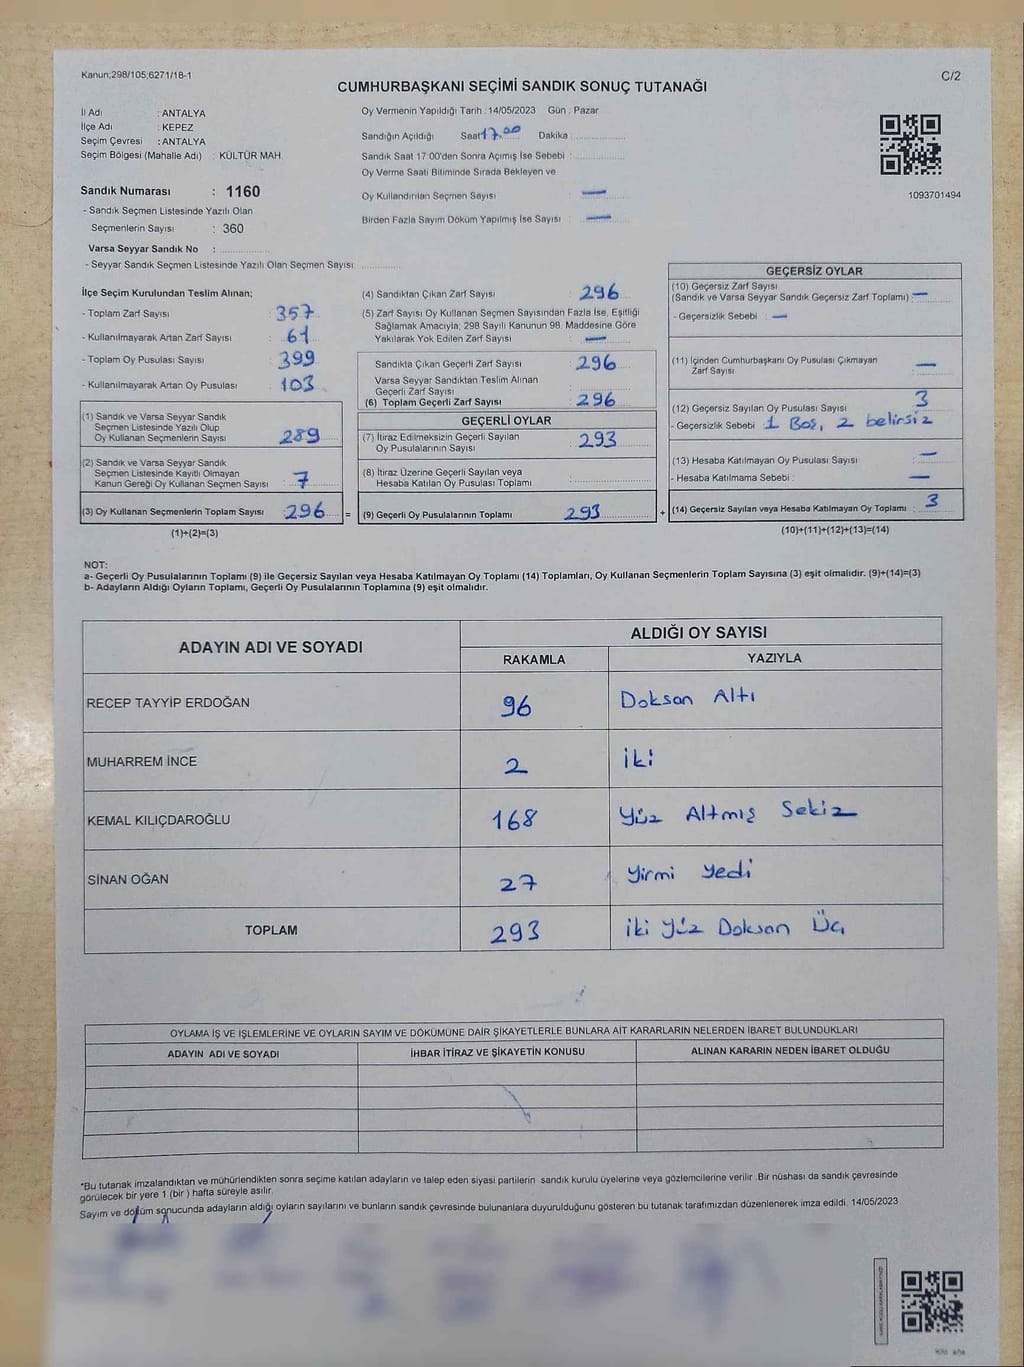 Kanun;298/105;6271/18-1
C/2
CUMHURBAŞKANI SEÇİMİ SANDIK SONUÇ TUTANAĞI
İl Adı : ANTALYA
İlçe Adı : KEPEZ
Seçim Çevresi : ANTALYA
Seçim Bölgesi (Mahalle Adı) : KÜLTÜR MAH.
Oy Vermenin Yapıldığı Tarih : 14/05/2023 Gün : Pazar
Sandığın Açıldığı Saat 17.00 Dakika :
Sandık Saat 17:00'den Sonra Açımış İse Sebebi :
Oy Verme Saati Bitiminde Sırada Bekleyen ve
Oy Kullandırılan Seçmen Sayısı : —
Birden Fazla Sayım Döküm Yapılmış İse Sayısı : —
1093701494
Sandık Numarası : 1160
- Sandık Seçmen Listesinde Yazılı Olan
Seçmenlerin Sayısı : 360
Varsa Seyyar Sandık No :
- Seyyar Sandık Seçmen Listesinde Yazılı Olan Seçmen Sayısı:
İlçe Seçim Kurulundan Teslim Alınan;
- Toplam Zarf Sayısı : 357
- Kullanılmayarak Artan Zarf Sayısı : 61
- Toplam Oy Pusulası Sayısı : 399
- Kullanılmayarak Artan Oy Pusulası : 103
(1) Sandık ve Varsa Seyyar Sandık
Seçmen Listesinde Yazılı Olup
Oy Kullanan Seçmenlerin Sayısı : 289
(2) Sandık ve Varsa Seyyar Sandık
Seçmen Listesinde Kayıtlı Olmayan
Kanun Gereği Oy Kullanan Seçmen Sayısı : 7
(3) Oy Kullanan Seçmenlerin Toplam Sayısı : 296 =
(1)+(2)=(3)
(4) Sandıktan Çıkan Zarf Sayısı : 296
(5) Zarf Sayısı Oy Kullanan Seçmen Sayısından Fazla İse, Eşitliği
Sağlamak Amacıyla; 298 Sayılı Kanunun 98. Maddesine Göre
Yakılarak Yok Edilen Zarf Sayısı : —
Sandıkta Çıkan Geçerli Zarf Sayısı : 296
Varsa Seyyar Sandıktan Teslim Alınan
Geçerli Zarf Sayısı :
(6) Toplam Geçerli Zarf Sayısı : 296
GEÇERLİ OYLAR
(7) İtiraz Edilmeksizin Geçerli Sayılan
Oy Pusulalarının Sayısı : 293
(8) İtiraz Üzerine Geçerli Sayılan veya
Hesaba Katılan Oy Pusulası Toplamı :
(9) Geçerli Oy Pusulalarının Toplamı : 293 +
GEÇERSİZ OYLAR
(10) Geçersiz Zarf Sayısı
(Sandık ve Varsa Seyyar Sandık Geçersiz Zarf Toplamı) : —
- Geçersizlik Sebebi : —
(11) İçinden Cumhurbaşkanı Oy Pusulası Çıkmayan
Zarf Sayısı : —
(12) Geçersiz Sayılan Oy Pusulası Sayısı : 3
- Geçersizlik Sebebi : 1 Boş, 2 belirsiz
(13) Hesaba Katılmayan Oy Pusulası Sayısı : —
- Hesaba Katılmama Sebebi : —
(14) Geçersiz Sayılan veya Hesaba Katılmayan Oy Toplamı : 3
(10)+(11)+(12)+(13)=(14)
NOT:
a- Geçerli Oy Pusulalarının Toplamı (9) ile Geçersiz Sayılan veya Hesaba Katılmayan Oy Toplamı (14) Toplamları, Oy Kullanan Seçmenlerin Toplam Sayısına (3) eşit olmalıdır. (9)+(14)=(3)
b- Adayların Aldığı Oyların Toplamı, Geçerli Oy Pusulalarının Toplamına (9) eşit olmalıdır.
ADAYIN ADI VE SOYADI ALDIĞI OY SAYISI
RAKAMLA YAZIYLA
RECEP TAYYİP ERDOĞAN 96 Doksan Altı
MUHARREM İNCE 2 iki
KEMAL KILIÇDAROĞLU 168 Yüz Altmış Sekiz
SİNAN OĞAN 27 yirmi yedi
TOPLAM 293 iki yüz Doksan Üç
OYLAMA İŞ VE İŞLEMLERİNE VE OYLARIN SAYIM VE DÖKÜMÜNE DAİR ŞİKAYETLERLE BUNLARA AİT KARARLARIN NELERDEN İBARET BULUNDUKLARI
ADAYIN ADI VE SOYADI İHBAR İTİRAZ VE ŞİKAYETİN KONUSU ALINAN KARARIN NEDEN İBARET OLDUĞU
*Bu tutanak imzalandıktan ve mühürlendikten sonra seçime katılan adayların ve talep eden siyasi partilerin sandık kurulu üyelerine veya gözlemcilerine verilir. Bir nüshası da sandık çevresinde
görülecek bir yere 1 (bir ) hafta süreyle asılır.
Sayım ve döküm sonucunda adayların aldığı oyların sayılarını ve bunların sandık çevresinde bulunanlara duyurulduğunu gösteren bu tutanak tarafımızdan düzenlenerek imza edildi. 14/05/2023